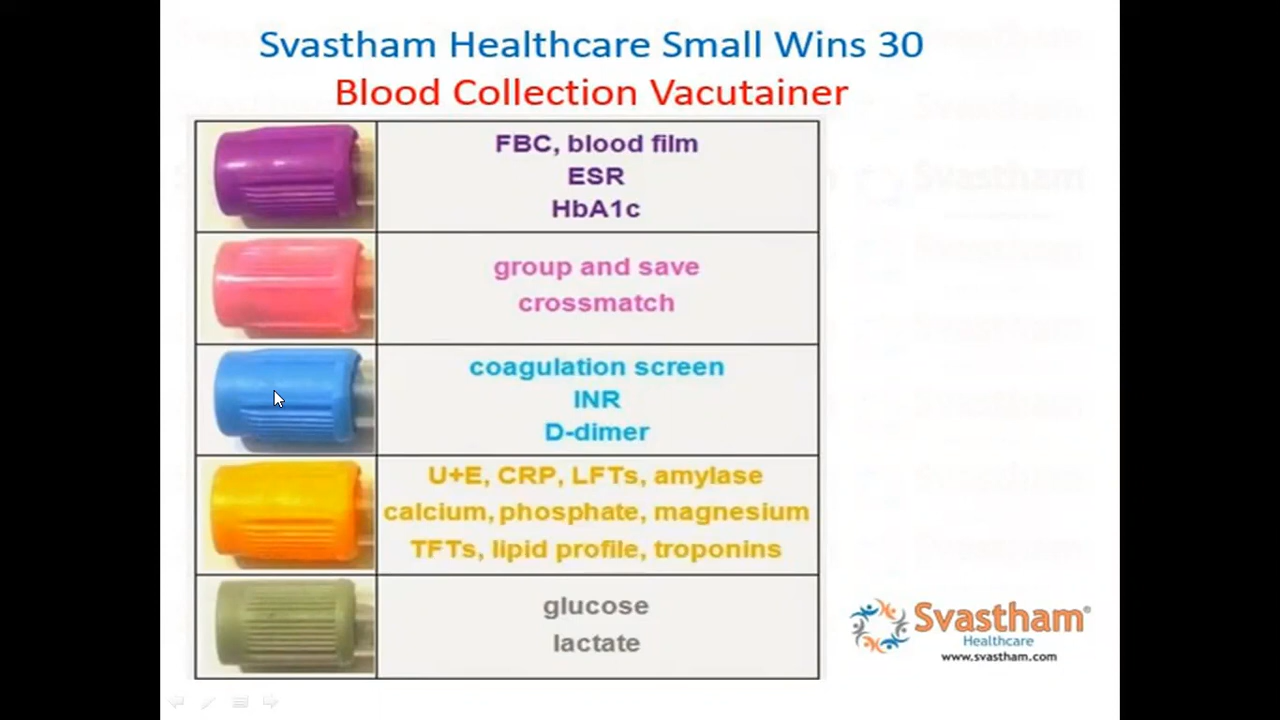 Svastham Healthcare Small Wins 30
Blood Collection Vacutainer
FBC, blood film
ESR
HbA1c
group and save
crossmatch
coagulation screen
INR
D-dimer
U+E, CRP, LFTs, amylase
calcium, phosphate, magnesium
TFTs, lipid profile, troponins
glucose
lactate
Svastham®
Healthcare
www.svastham.com